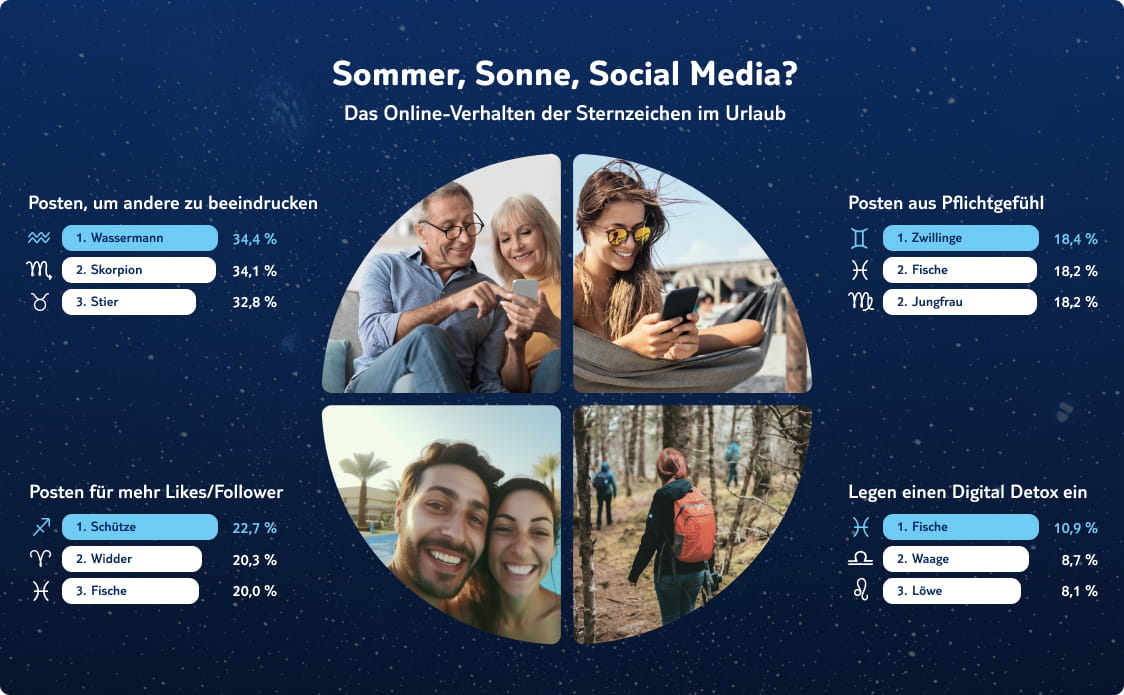 Sommer, Sonne, Social Media?
Das Online-Verhalten der Sternzeichen im Urlaub
Posten, um andere zu beeindrucken
1. Wassermann 34,4 %
2. Skorpion 34,1 %
3. Stier 32,8 %
Posten aus Pflichtgefühl
1. Zwillinge 18,4 %
2. Fische 18,2 %
2. Jungfrau 18,2 %
Posten für mehr Likes/Follower
1. Schütze 22,7 %
2. Widder 20,3 %
3. Fische 20,0 %
Legen einen Digital Detox ein
1. Fische 10,9 %
2. Waage 8,7 %
3. Löwe 8,1 %